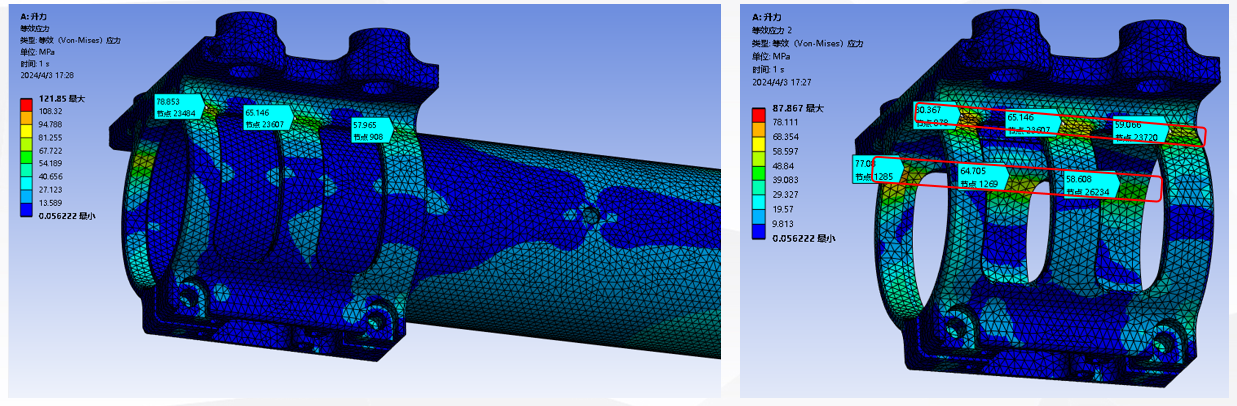 A: 升力
等效应力
类型: 等效（Von-Mises）应力
单位: MPa
时间: 1 s
2024/4/3 17:28
121.85 最大
108.32
94.788
81.255
67.722
54.189
40.656
27.123
13.589
0.056222 最小
78.853
节点 23484
65.146
节点 23607
57.965
节点 908
A: 升力
等效应力 2
类型: 等效（Von-Mises）应力
单位: MPa
时间: 1 s
2024/4/3 17:27
87.867 最大
78.111
68.354
58.597
48.84
39.083
29.327
19.57
9.813
0.056222 最小
80.367
节点 878
65.146
节点 23607
59.066
节点 23720
77.08
节点 1285
64.705
节点 1269
58.608
节点 26234